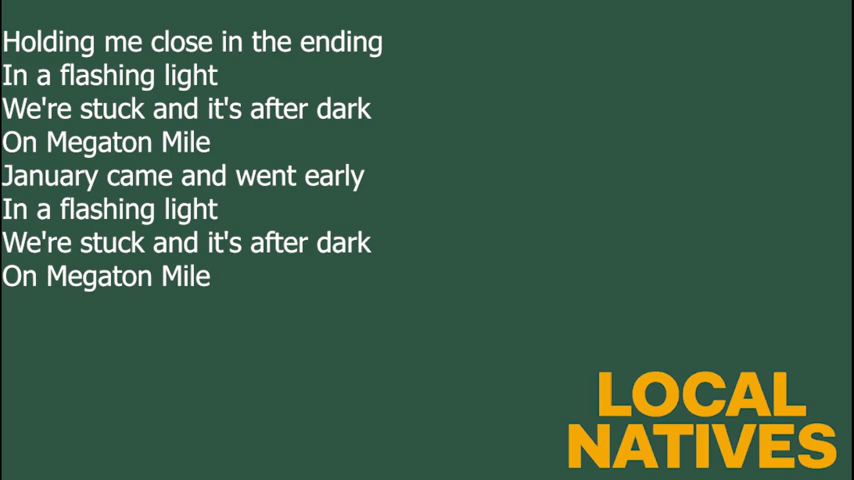 Holding me close in the ending
In a flashing light
We're stuck and it's after dark
On Megaton Mile
January came and went early
In a flashing light
We're stuck and it's after dark
On Megaton Mile
LOCAL
NATIVES